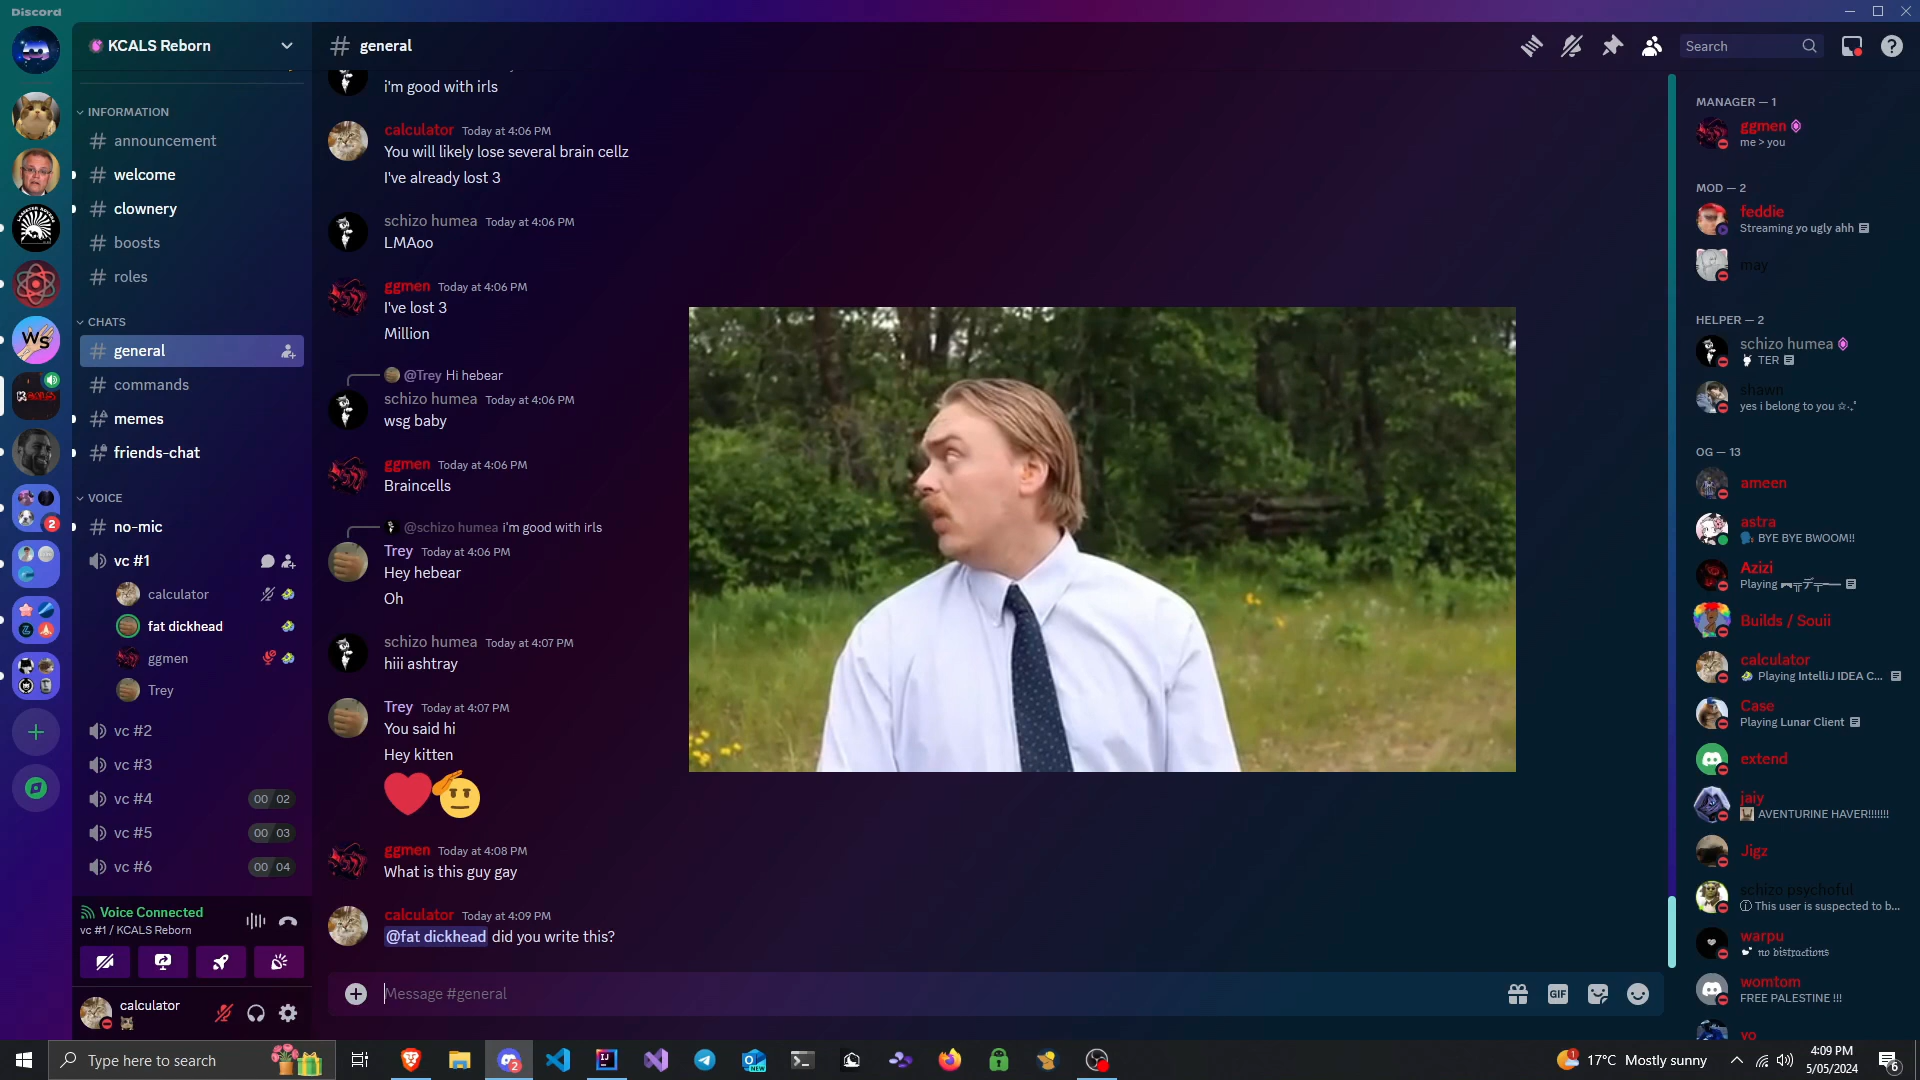 Discord
KCALS Reborn
general
Search
INFORMATION
announcement
welcome
clownery
boosts
roles
CHATS
general
commands
memes
friends-chat
VOICE
no-mic
vc #1
calculator
fat dickhead
ggmen
Trey
vc #2
vc #3
vc #4
00 02
vc #5
00 03
vc #6
00 04
WS
2
Voice Connected
vc #1 / KCALS Reborn
calculator
i'm good with irls
calculator Today at 4:06 PM
You will likely lose several brain cellz
I've already lost 3
schizo humea Today at 4:06 PM
LMAoo
ggmen Today at 4:06 PM
I've lost 3
Million
@Trey Hi hebear
schizo humea Today at 4:06 PM
wsg baby
ggmen Today at 4:06 PM
Braincells
@schizo humea i'm good with irls
Trey Today at 4:06 PM
Hey hebear
Oh
schizo humea Today at 4:07 PM
hiii ashtray
Trey Today at 4:07 PM
You said hi
Hey kitten
ggmen Today at 4:08 PM
What is this guy gay
calculator Today at 4:09 PM
@fat dickhead did you write this?
Message #general
GIF
MANAGER — 1
ggmen
me > you
MOD — 2
feddie
Streaming yo ugly ahh
may
HELPER — 2
schizo humea
TER
shawn
yes i belong to you
OG — 13
ameen
astra
BYE BYE BWOOM!!
Azizi
Playing
Builds / Souii
calculator
Playing IntelliJ IDEA C...
Case
Playing Lunar Client
extend
jaiy
AVENTURINE HAVER!!!!!!!
Jigz
schizo psychoful
This user is suspected to b...
warpu
no distractions
womtom
FREE PALESTINE !!!
vo
Type here to search
2
NEW
1
17°C Mostly sunny
4:09 PM
5/05/2024
6